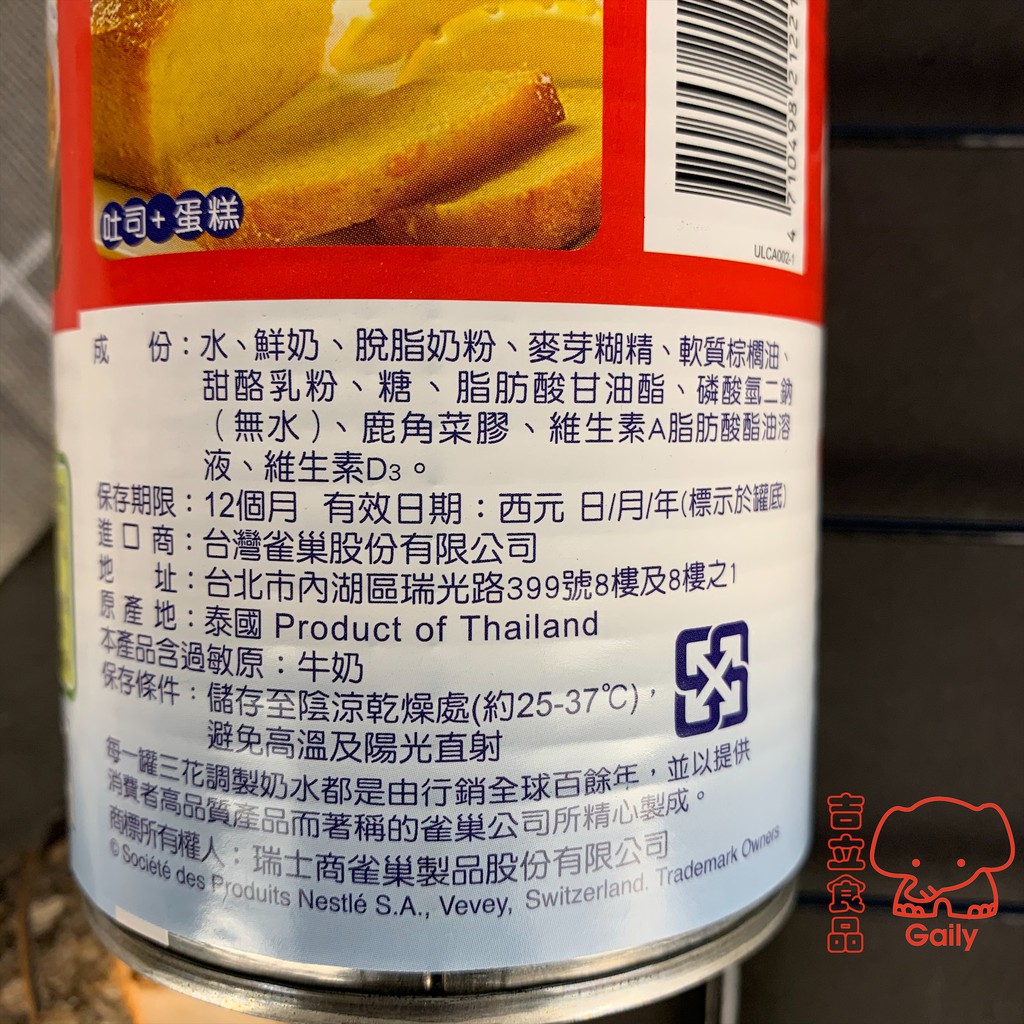 吐司+蛋糕
4 710498 21221
ULCA002-1
成 份：水、鮮奶、脫脂奶粉、麥芽糊精、軟質棕櫚油、
甜酪乳粉、糖、脂肪酸甘油酯、磷酸氫二鈉
（無水）、鹿角菜膠、維生素A脂肪酸酯油溶
液、維生素D3。
保存期限：12個月 有效日期：西元 日/月/年(標示於罐底)
進口商：台灣雀巢股份有限公司
地 址：台北市內湖區瑞光路399號8樓及8樓之1
原產地：泰國 Product of Thailand
本產品含過敏原：牛奶
保存條件：儲存至陰涼乾燥處(約25-37℃)，
避免高溫及陽光直射
每一罐三花調製奶水都是由行銷全球百餘年，並以提供
消費者高品質產品而著稱的雀巢公司所精心製成。
商標所有權人：瑞士商雀巢製品股份有限公司
© Société des Produits Nestlé S.A., Vevey, Switzerland. Trademark Owners
吉立食品
Gaily